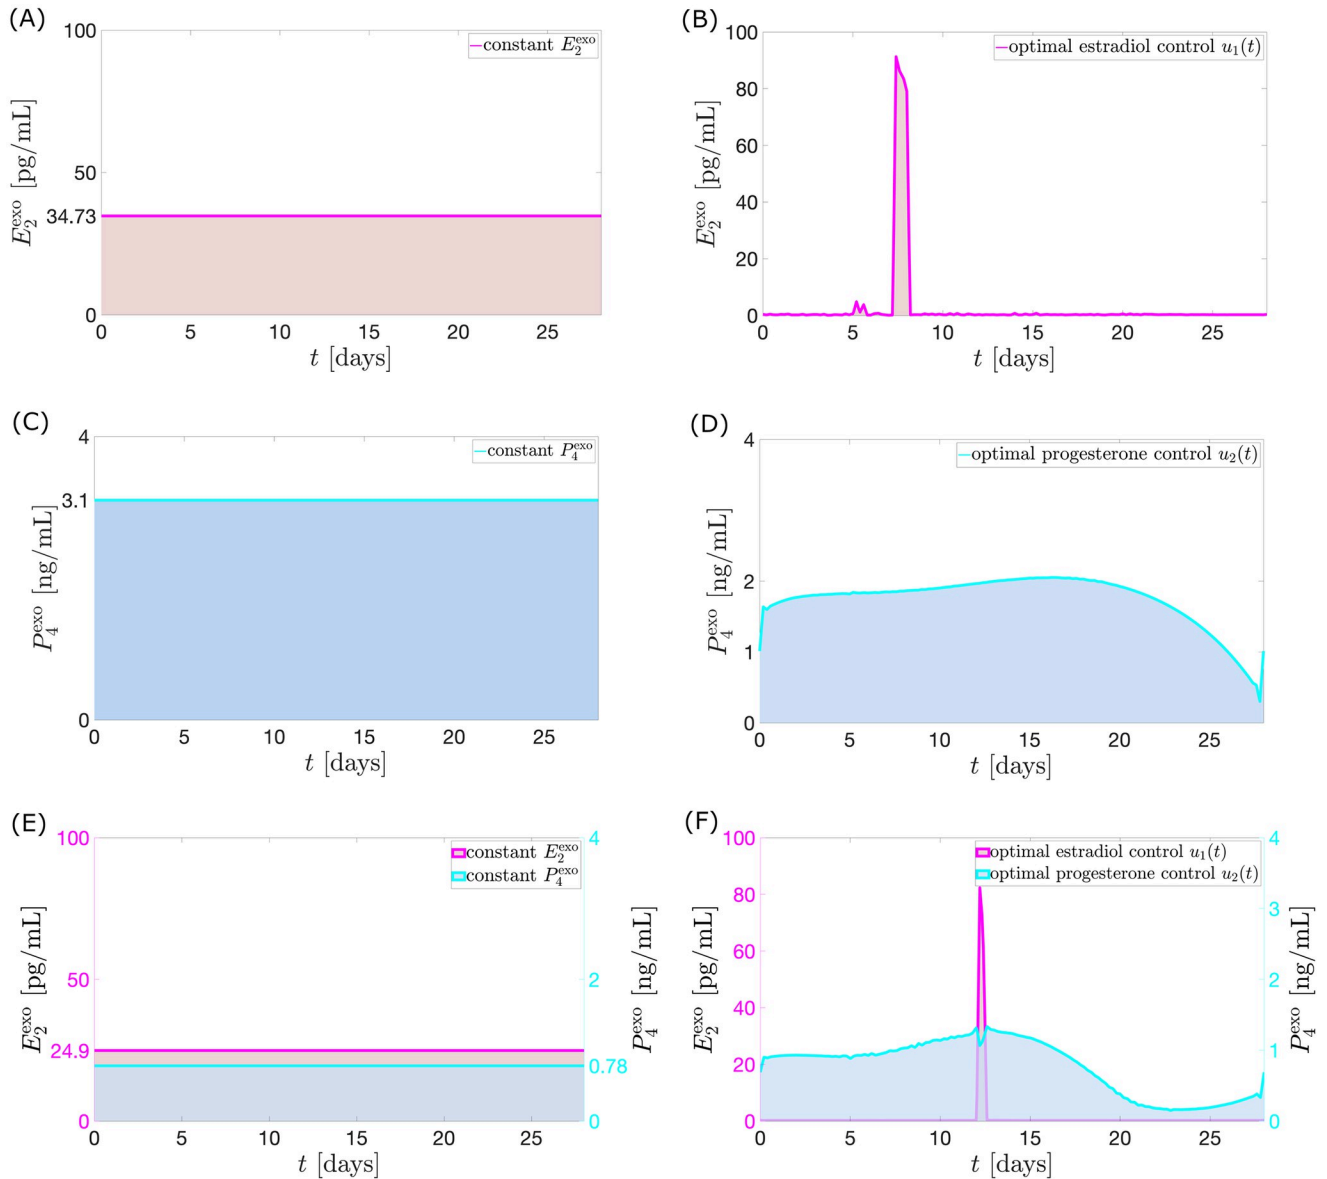 (A)
100
50
34.73
0
0 5 10 15 20 25
constant E₂ᵉˣᵒ
E₂ᵉˣᵒ [pg/mL]
t [days]
(B)
100
80
60
40
20
0
0 5 10 15 20 25
optimal estradiol control u₁(t)
E₂ᵉˣᵒ [pg/mL]
t [days]
(C)
4
3.1
0
0 5 10 15 20 25
constant P₄ᵉˣᵒ
P₄ᵉˣᵒ [ng/mL]
t [days]
(D)
4
2
1
0
0 5 10 15 20 25
optimal progesterone control u₂(t)
P₄ᵉˣᵒ [ng/mL]
t [days]
(E)
100
50
24.9
0
4
2
0.78
0
0 5 10 15 20 25
constant E₂ᵉˣᵒ
constant P₄ᵉˣᵒ
E₂ᵉˣᵒ [pg/mL]
P₄ᵉˣᵒ [ng/mL]
t [days]
(F)
100
80
60
40
20
0
4
3
2
1
0
0 5 10 15 20 25
optimal estradiol control u₁(t)
optimal progesterone control u₂(t)
E₂ᵉˣᵒ [pg/mL]
P₄ᵉˣᵒ [ng/mL]
t [days]